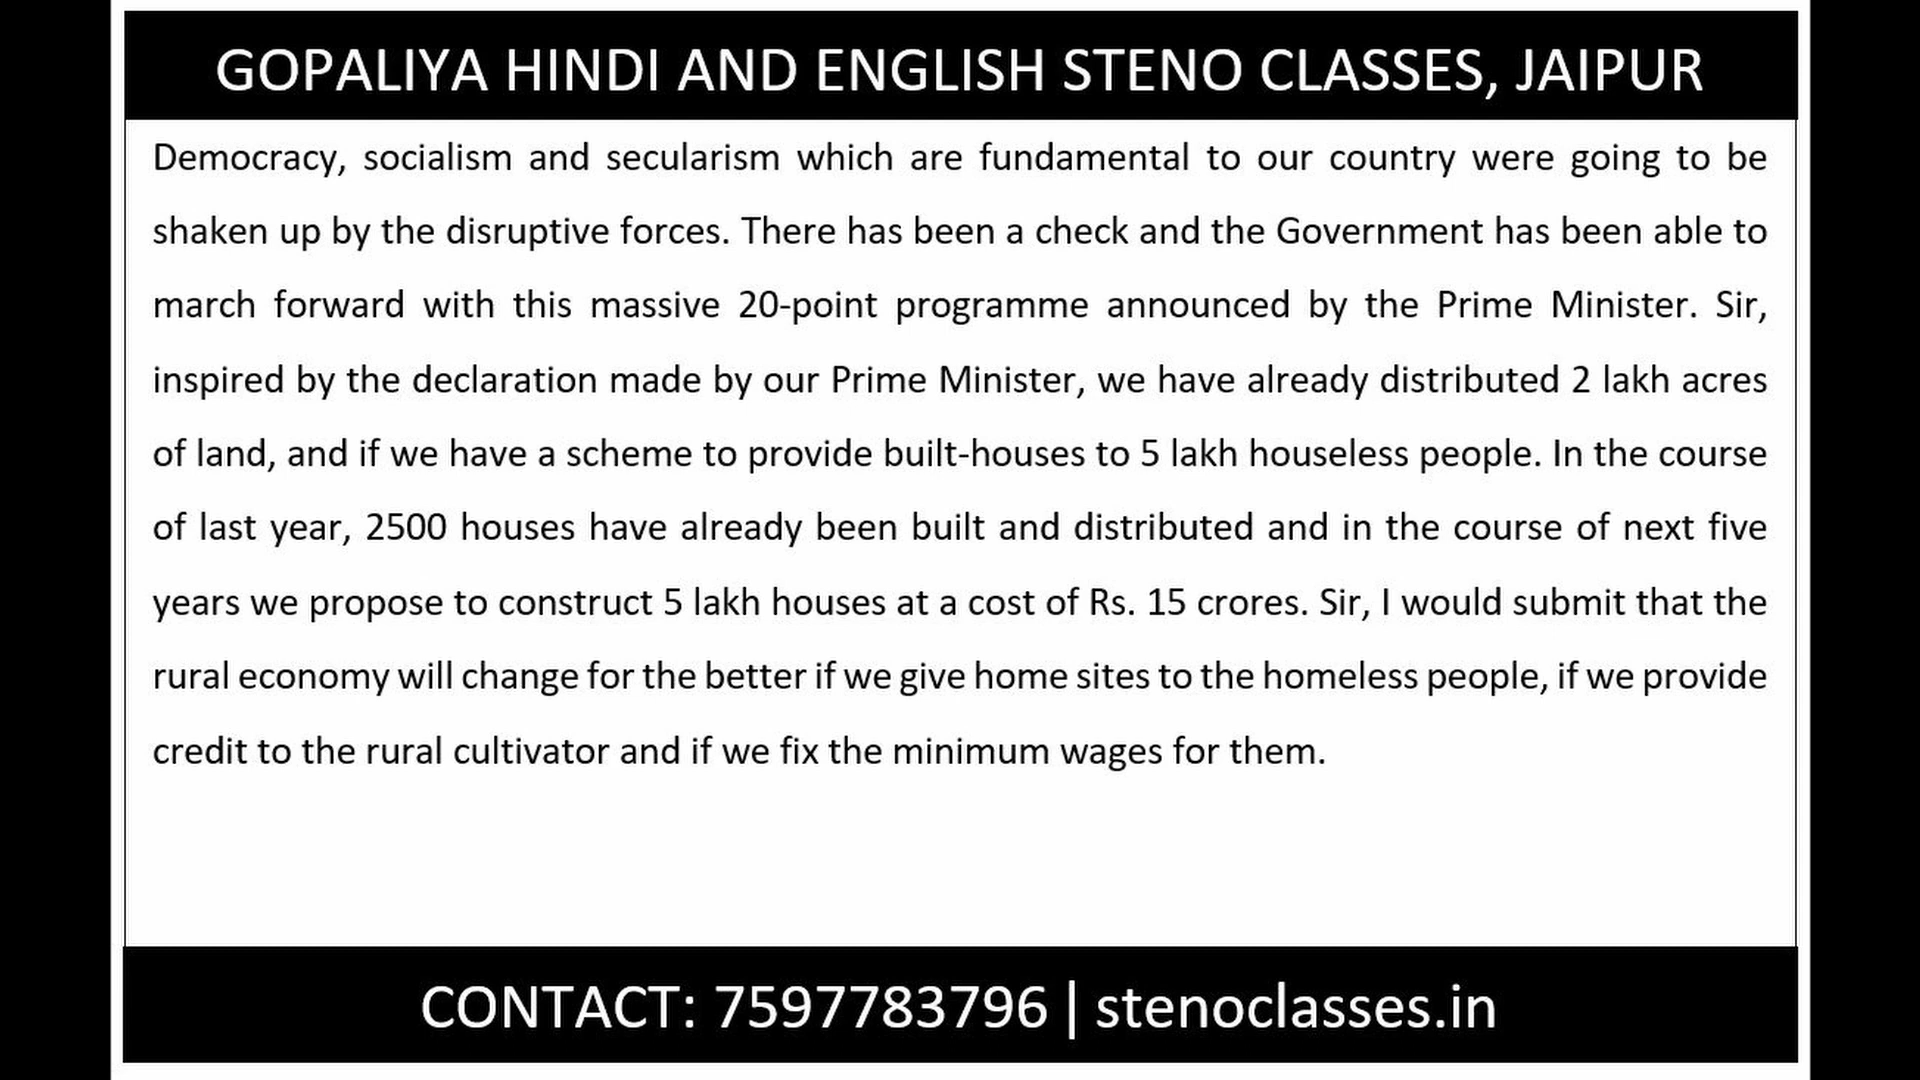 GOPALIYA HINDI AND ENGLISH STENO CLASSES, JAIPUR
Democracy, socialism and secularism which are fundamental to our country were going to be
shaken up by the disruptive forces. There has been a check and the Government has been able to
march forward with this massive 20-point programme announced by the Prime Minister. Sir,
inspired by the declaration made by our Prime Minister, we have already distributed 2 lakh acres
of land, and if we have a scheme to provide built-houses to 5 lakh houseless people. In the course
of last year, 2500 houses have already been built and distributed and in the course of next five
years we propose to construct 5 lakh houses at a cost of Rs. 15 crores. Sir, I would submit that the
rural economy will change for the better if we give home sites to the homeless people, if we provide
credit to the rural cultivator and if we fix the minimum wages for them.
CONTACT: 7597783796 | stenoclasses.in